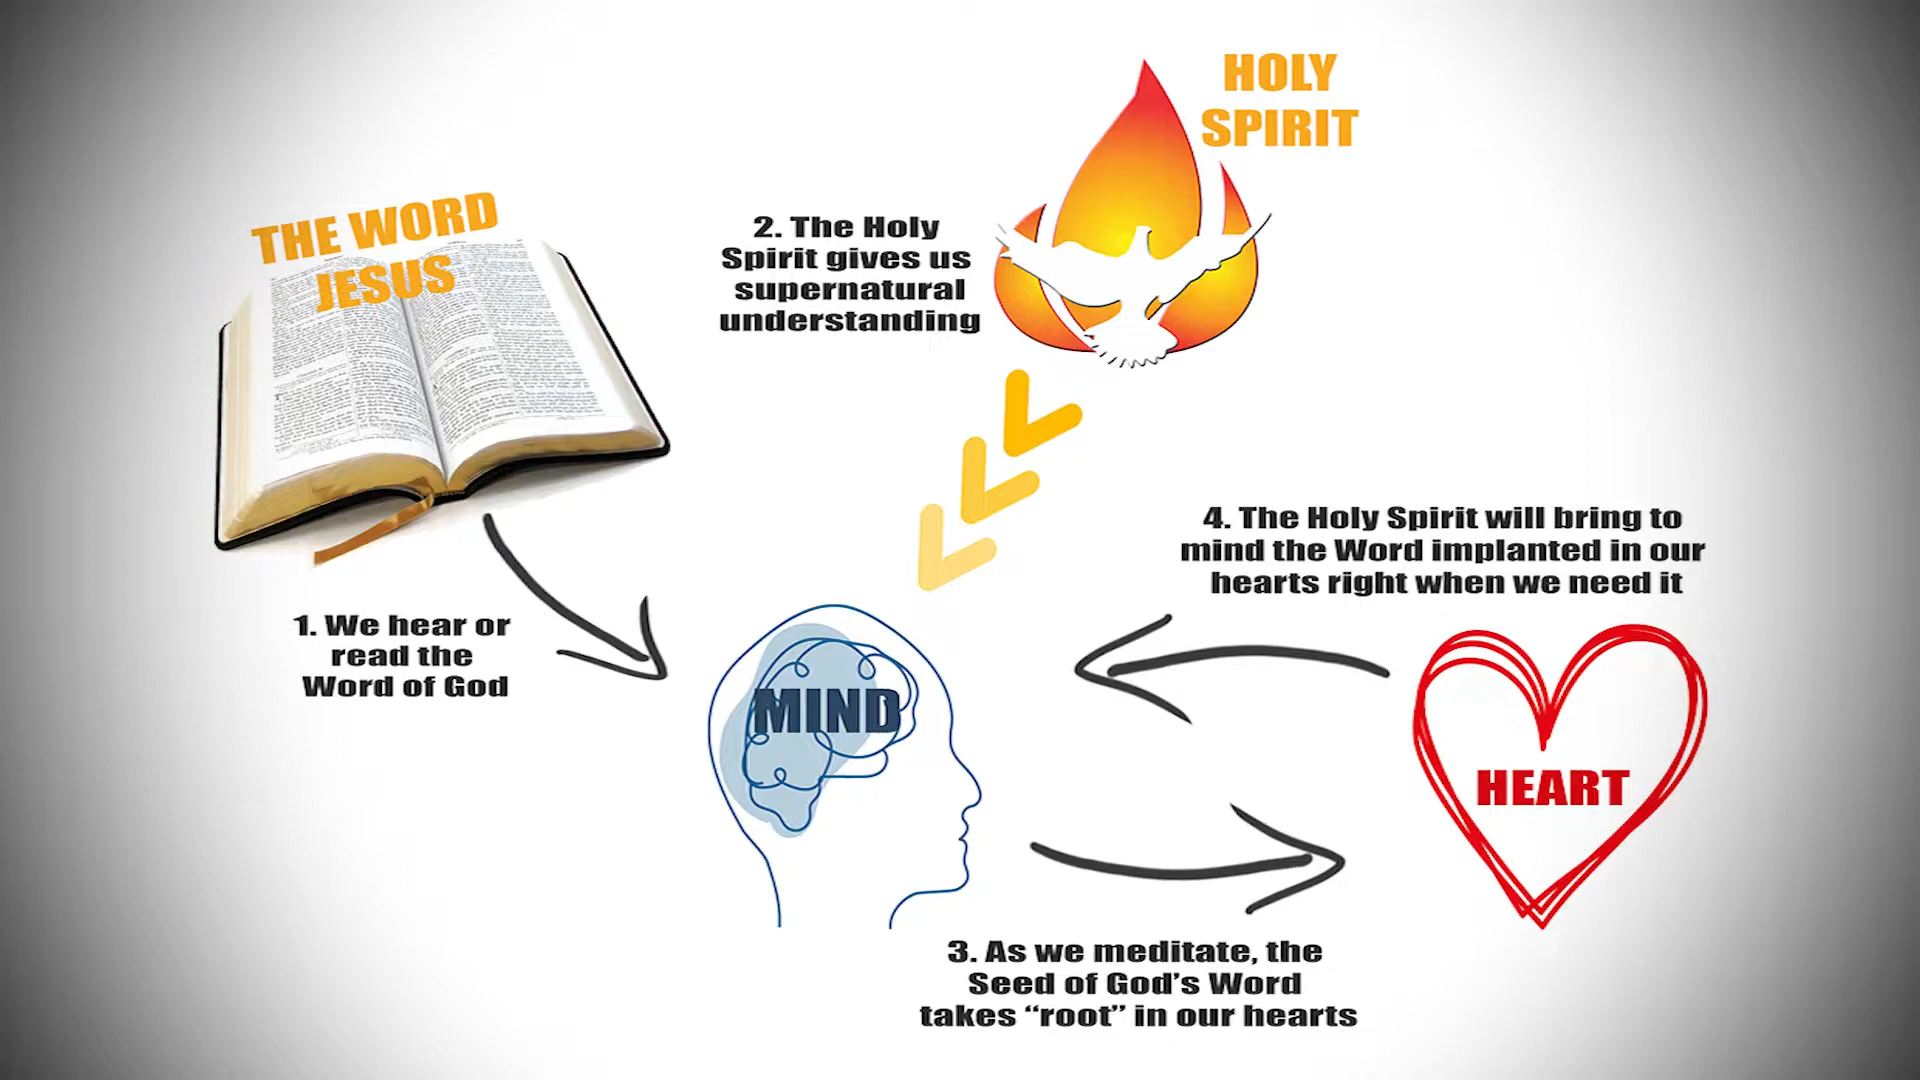 THE WORD
JESUS
1. We hear or
read the
Word of God
2. The Holy
Spirit gives us
supernatural
understanding
HOLY
SPIRIT
MIND
3. As we meditate, the
Seed of God’s Word
takes “root” in our hearts
4. The Holy Spirit will bring to
mind the Word implanted in our
hearts right when we need it
HEART